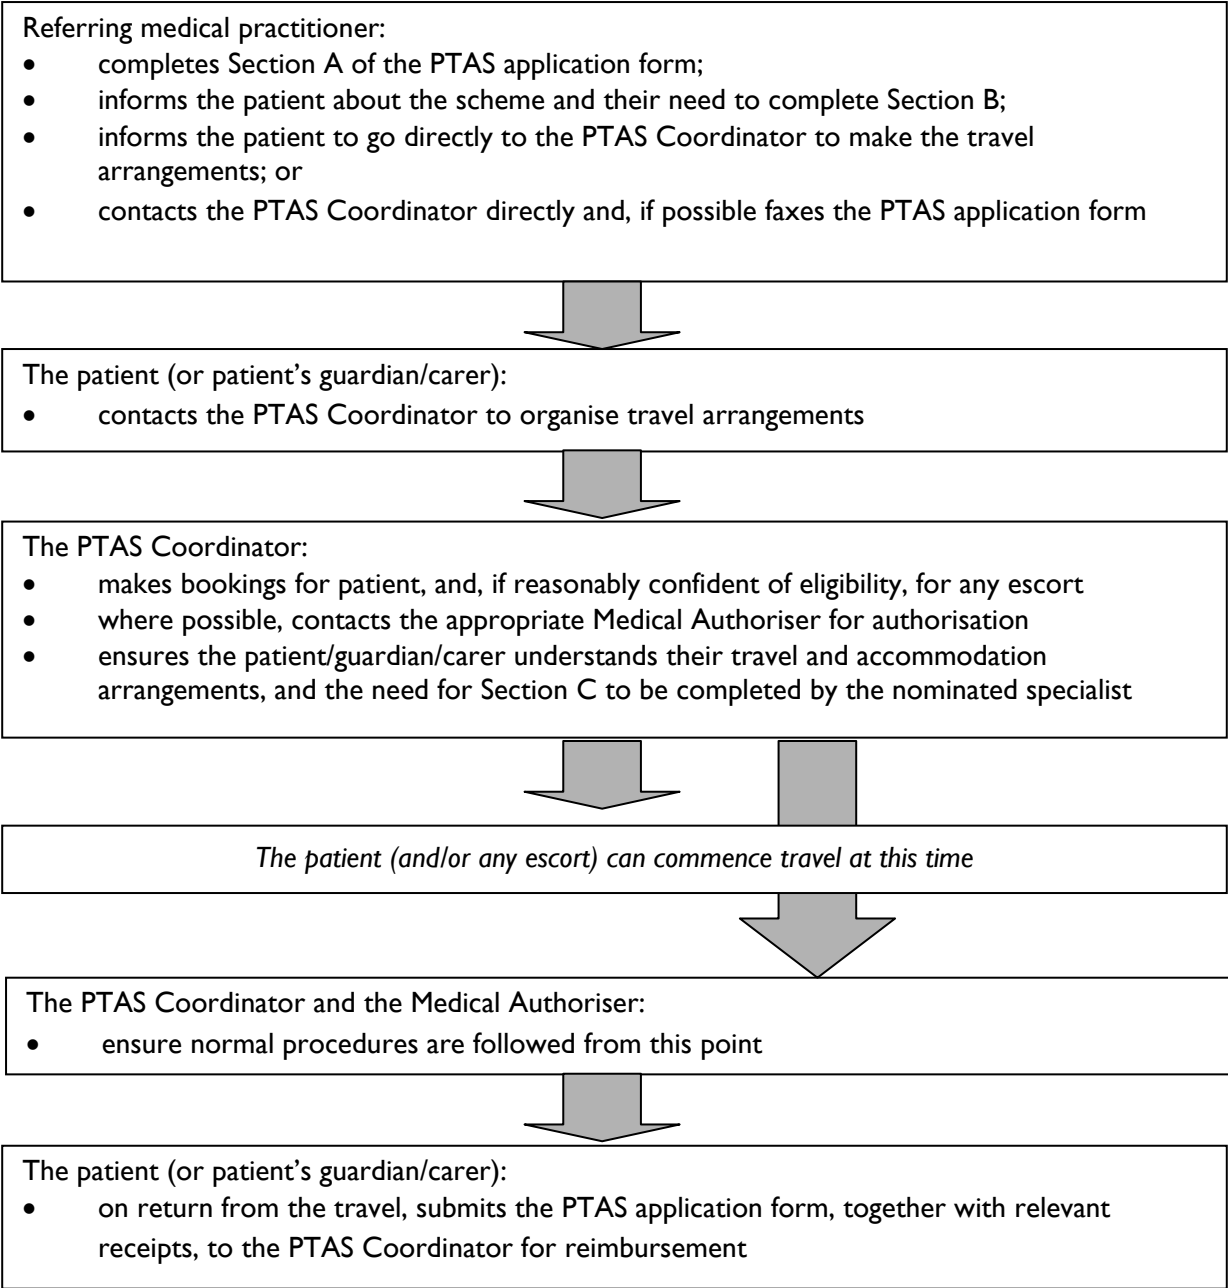 Referring medical practitioner:
• completes Section A of the PTAS application form;
• informs the patient about the scheme and their need to complete Section B;
• informs the patient to go directly to the PTAS Coordinator to make the travel
arrangements; or
• contacts the PTAS Coordinator directly and, if possible faxes the PTAS application form
The patient (or patient’s guardian/carer):
• contacts the PTAS Coordinator to organise travel arrangements
The PTAS Coordinator:
• makes bookings for patient, and, if reasonably confident of eligibility, for any escort
• where possible, contacts the appropriate Medical Authoriser for authorisation
• ensures the patient/guardian/carer understands their travel and accommodation
arrangements, and the need for Section C to be completed by the nominated specialist
The patient (and/or any escort) can commence travel at this time
The PTAS Coordinator and the Medical Authoriser:
• ensure normal procedures are followed from this point
The patient (or patient’s guardian/carer):
• on return from the travel, submits the PTAS application form, together with relevant
receipts, to the PTAS Coordinator for reimbursement